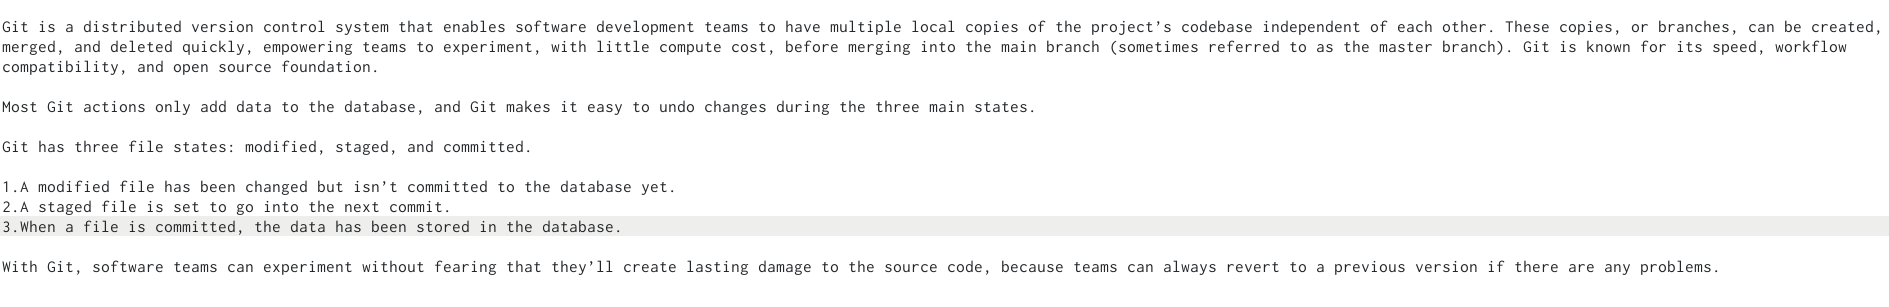 Git is a distributed version control system that enables software development teams to have multiple local copies of the project’s codebase independent of each other. These copies, or branches, can be created,
merged, and deleted quickly, empowering teams to experiment, with little compute cost, before merging into the main branch (sometimes referred to as the master branch). Git is known for its speed, workflow
compatibility, and open source foundation.
Most Git actions only add data to the database, and Git makes it easy to undo changes during the three main states.
Git has three file states: modified, staged, and committed.
1.A modified file has been changed but isn’t committed to the database yet.
2.A staged file is set to go into the next commit.
3.When a file is committed, the data has been stored in the database.
With Git, software teams can experiment without fearing that they’ll create lasting damage to the source code, because teams can always revert to a previous version if there are any problems.